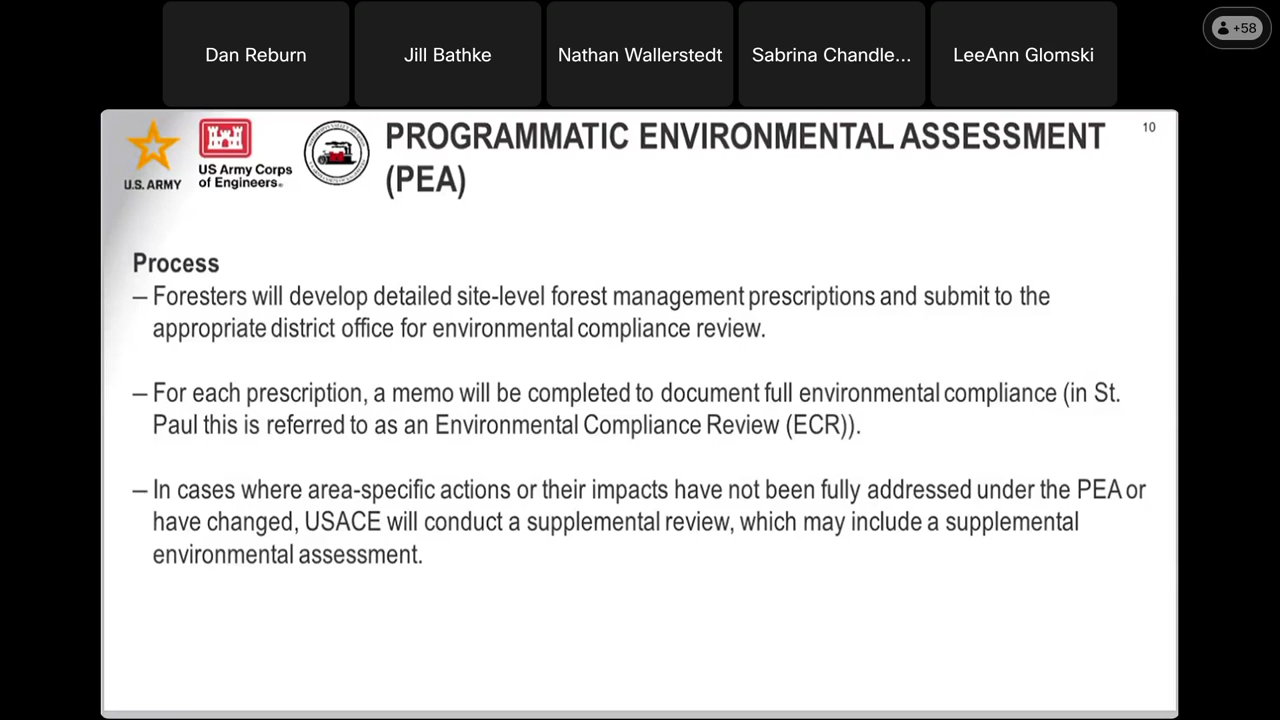 Dan Reburn
Jill Bathke
Nathan Wallerstedt
Sabrina Chandle...
LeeAnn Glomski
+58
U.S. ARMY
US Army Corps
of Engineers®
PROGRAMMATIC ENVIRONMENTAL ASSESSMENT
(PEA)
10
Process
– Foresters will develop detailed site-level forest management prescriptions and submit to the
appropriate district office for environmental compliance review.
– For each prescription, a memo will be completed to document full environmental compliance (in St.
Paul this is referred to as an Environmental Compliance Review (ECR)).
– In cases where area-specific actions or their impacts have not been fully addressed under the PEA or
have changed, USACE will conduct a supplemental review, which may include a supplemental
environmental assessment.